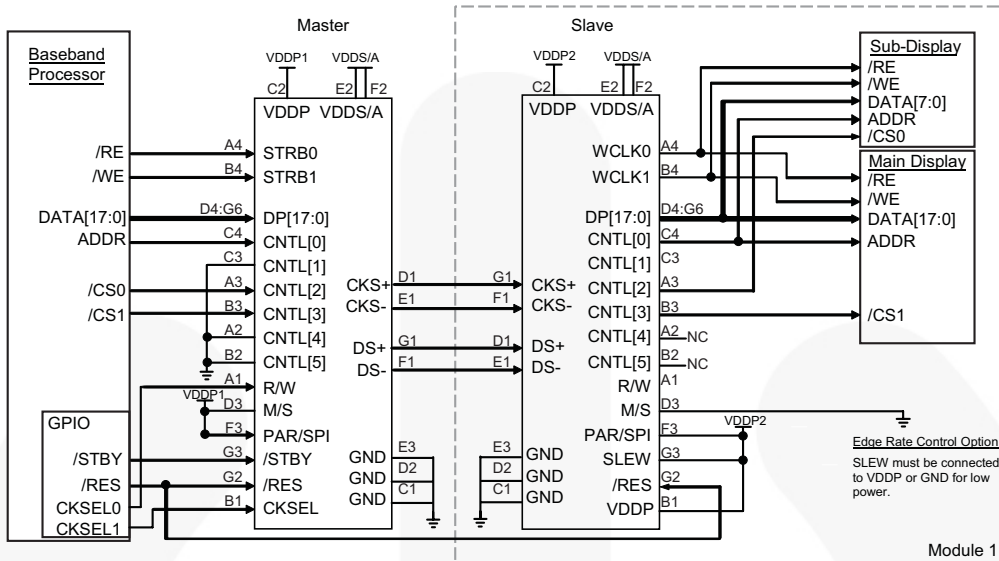 Master
Slave
Baseband
Processor
/RE
/WE
DATA[17:0]
ADDR
/CS0
/CS1
GPIO
/STBY
/RES
CKSEL0
CKSEL1
VDDP1
VDDS/A
C2
E2
F2
VDDP
VDDS/A
A4
STRB0
B4
STRB1
D4:G6
DP[17:0]
C4
CNTL[0]
C3
CNTL[1]
A3
CNTL[2]
B3
CNTL[3]
A2
CNTL[4]
B2
CNTL[5]
A1
R/W
VDDP1
D3
M/S
F3
PAR/SPI
G3
/STBY
G2
/RES
B1
CKSEL
CKS+
D1
CKS-
E1
DS+
G1
DS-
F1
GND
E3
GND
D2
GND
C1
VDDP2
VDDS/A
C2
E2
F2
VDDP
VDDS/A
G1
CKS+
F1
CKS-
D1
DS+
E1
DS-
E3
GND
D2
GND
C1
GND
WCLK0
A4
WCLK1
B4
DP[17:0]
D4:G6
CNTL[0]
C4
CNTL[1]
C3
CNTL[2]
A3
CNTL[3]
B3
CNTL[4]
A2
NC
CNTL[5]
B2
NC
R/W
A1
M/S
D3
PAR/SPI
F3
VDDP2
SLEW
G3
/RES
G2
VDDP
B1
Sub-Display
/RE
/WE
DATA[7:0]
ADDR
/CS0
Main Display
/RE
/WE
DATA[17:0]
ADDR
/CS1
Edge Rate Control Option
SLEW must be connected
to VDDP or GND for low
power.
Module 1